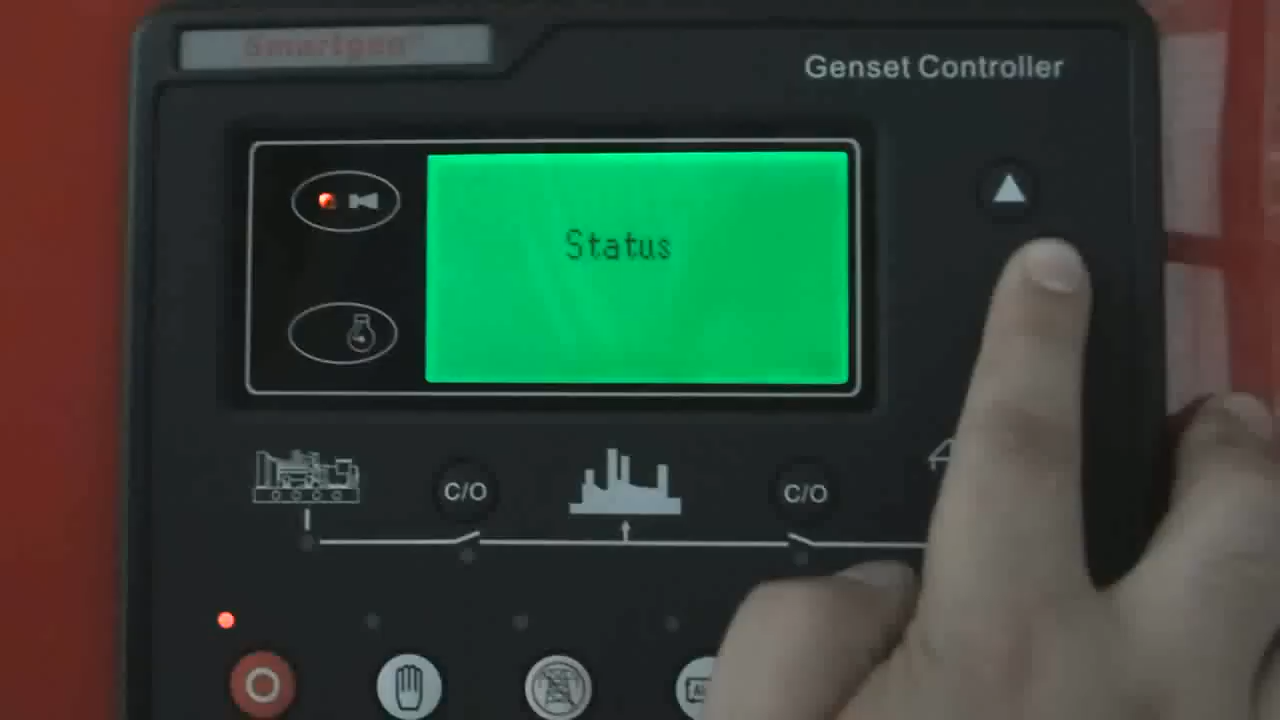 Smartgen
Genset Controller
Status
C/O
C/O